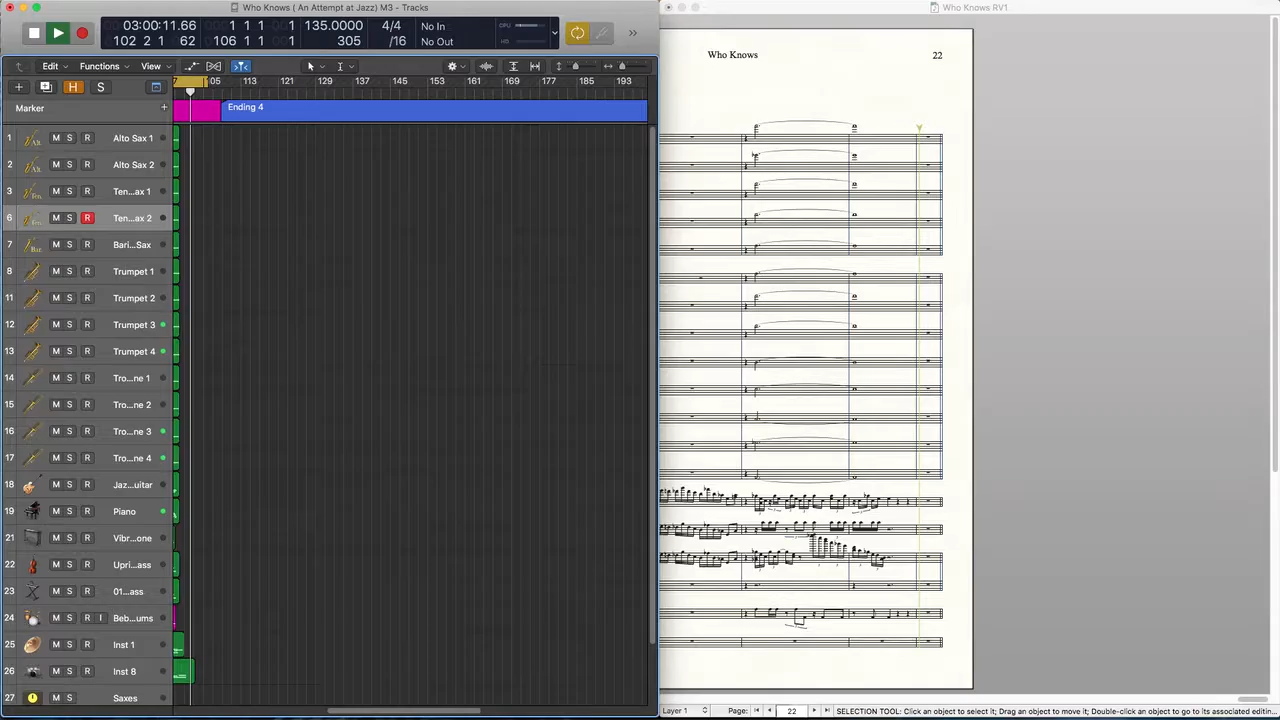 Who Knows ( An Attempt at Jazz) M3 - Tracks
Who Knows RV1
03:00:11.66
102 2 1 62
1 1 1 1
106 1 1 1
135.0000
305
4/4
/16
No In
No Out
CPU
HD
Edit
Functions
View
05 113 121 129 137 145 153 161 169 177 185 193
H
S
Marker
Ending 4
1 M S R Alto Sax 1
2 M S R Alto Sax 2
3 M S R Ten...ax 1
6 M S R Ten...ax 2
7 M S R Bari...Sax
8 M S R Trumpet 1
11 M S R Trumpet 2
12 M S R Trumpet 3
13 M S R Trumpet 4
14 M S R Tro...ne 1
15 M S R Tro...ne 2
16 M S R Tro...ne 3
17 M S R Tro...ne 4
18 M S R Jaz...uitar
19 M S R Piano
21 M S R Vibr...one
22 M S R Upri...ass
23 M S R 01...ass
24 M S R I Beb...ums
25 M S R Inst 1
26 M S R Inst 8
27 M S Saxes
Who Knows
22
Layer 1
Page:
22
SELECTION TOOL: Click an object to select it; Drag an object to move it; Double-click an object to go to its associated editin...